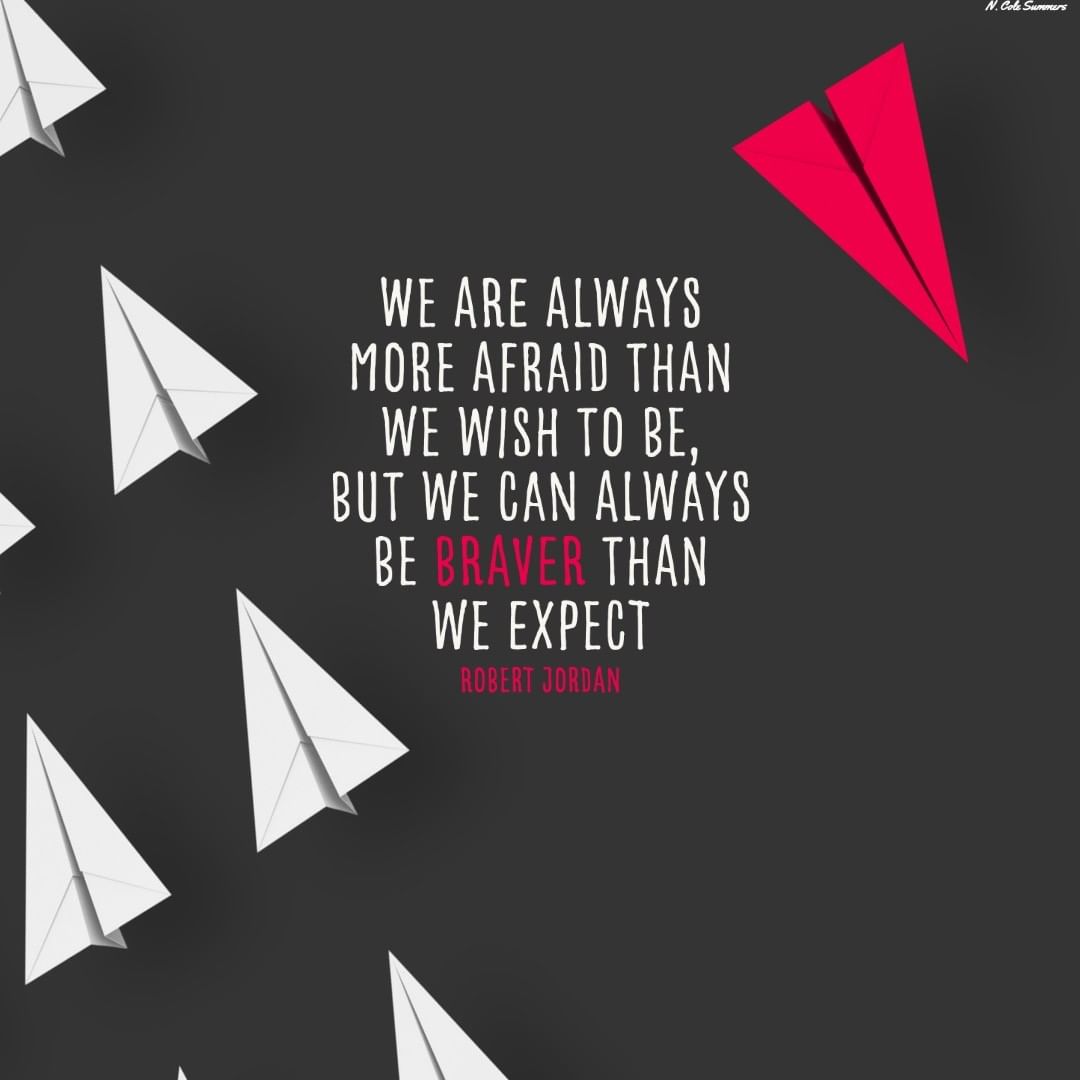 N. Cole Summers
WE ARE ALWAYS
MORE AFRAID THAN
WE WISH TO BE,
BUT WE CAN ALWAYS
BE BRAVER THAN
WE EXPECT
ROBERT JORDAN